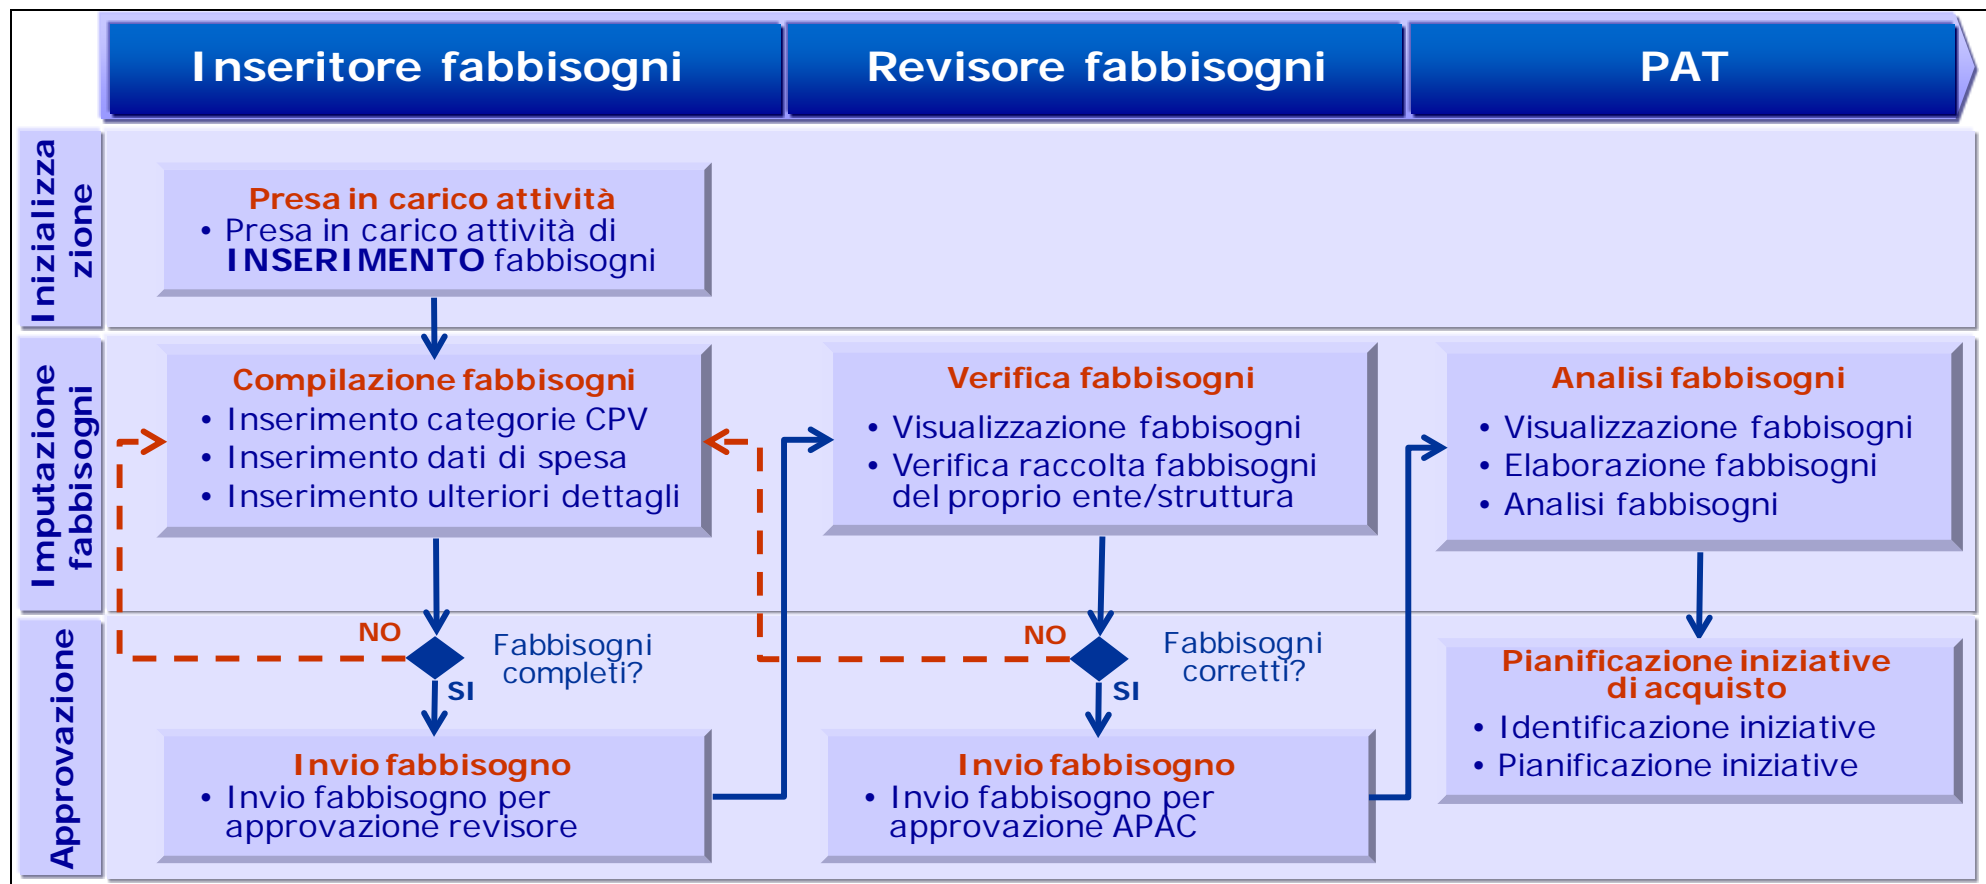 Inseritore fabbisogni
Revisore fabbisogni
PAT
Inizializza
zione
Presa in carico attività
• Presa in carico attività di
INSERIMENTO fabbisogni
Imputazione
fabbisogni
Compilazione fabbisogni
• Inserimento categorie CPV
• Inserimento dati di spesa
• Inserimento ulteriori dettagli
Verifica fabbisogni
• Visualizzazione fabbisogni
• Verifica raccolta fabbisogni
del proprio ente/struttura
Analisi fabbisogni
• Visualizzazione fabbisogni
• Elaborazione fabbisogni
• Analisi fabbisogni
Approvazione
NO
Fabbisogni
completi?
SI
Invio fabbisogno
• Invio fabbisogno per
approvazione revisore
NO
Fabbisogni
corretti?
SI
Invio fabbisogno
• Invio fabbisogno per
approvazione APAC
Pianificazione iniziative
di acquisto
• Identificazione iniziative
• Pianificazione iniziative